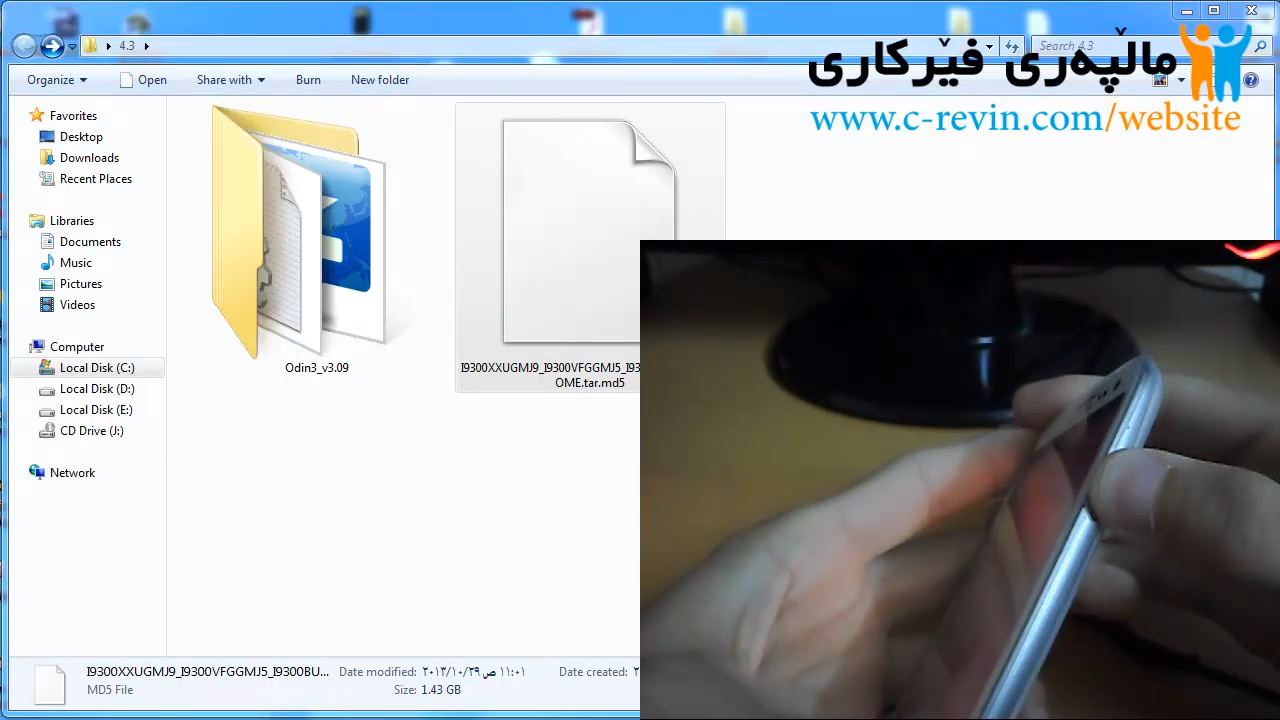 4.3
Search 4.3
ماڵپەڕی فێرکاری
www.c-revin.com/website
Organize
Open
Share with
Burn
New folder
Favorites
Desktop
Downloads
Recent Places
Libraries
Documents
Music
Pictures
Videos
Computer
Local Disk (C:)
Local Disk (D:)
Local Disk (E:)
CD Drive (J:)
Network
Odin3_v3.09
I9300XXUGMJ9_I9300VFGGMJ5_I9300BU...
OME.tar.md5
I9300XXUGMJ9_I9300VFGGMJ5_I9300BU...
MD5 File
Date modified: ٢٠١٣/١٠/٢٩ ص ١١:٠١
Size: 1.43 GB
Date created: